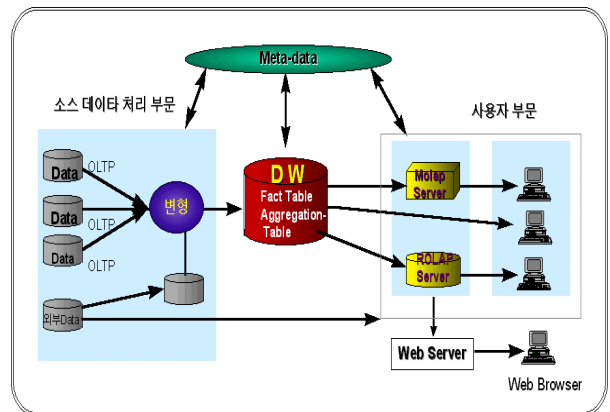 Meta-data
소스 데이타 처리 부문
사용자 부문
Data
OLTP
Data
OLTP
Data
OLTP
변형
외부Data
DW
Fact Table
Aggregation-
Table
Molap
Server
ROLAP
Server
Web Server
Web Browser